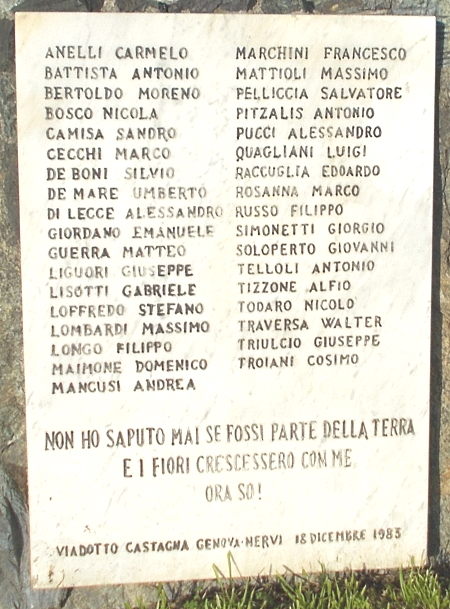 ANELLI CARMELO
BATTISTA ANTONIO
BERTOLDO MORENO
BOSCO NICOLA
CAMISA SANDRO
CECCHI MARCO
DE BONI SILVIO
DE MARE UMBERTO
DI LECCE ALESSANDRO
GIORDANO EMANUELE
GUERRA MATTEO
LIGUORI GIUSEPPE
LISOTTI GABRIELE
LOFFREDO STEFANO
LOMBARDI MASSIMO
LONGO FILIPPO
MAIMONE DOMENICO
MANCUSI ANDREA
MARCHINI FRANCESCO
MATTIOLI MASSIMO
PELLICCIA SALVATORE
PITZALIS ANTONIO
PUCCI ALESSANDRO
QUAGLIANI LUIGI
RACCUGLIA EDOARDO
ROSANNA MARCO
RUSSO FILIPPO
SIMONETTI GIORGIO
SOLOPERTO GIOVANNI
TELLOLI ANTONIO
TIZZONE ALFIO
TODARO NICOLO
TRAVERSA WALTER
TRIULCIO GIUSEPPE
TROIANI COSIMO
NON HO SAPUTO MAI SE FOSSI PARTE DELLA TERRA
E I FIORI CRESCESSERO CON ME
ORA SO!
VIADOTTO CASTAGNA GENOVA-NERVI 18 DICEMBRE 1983